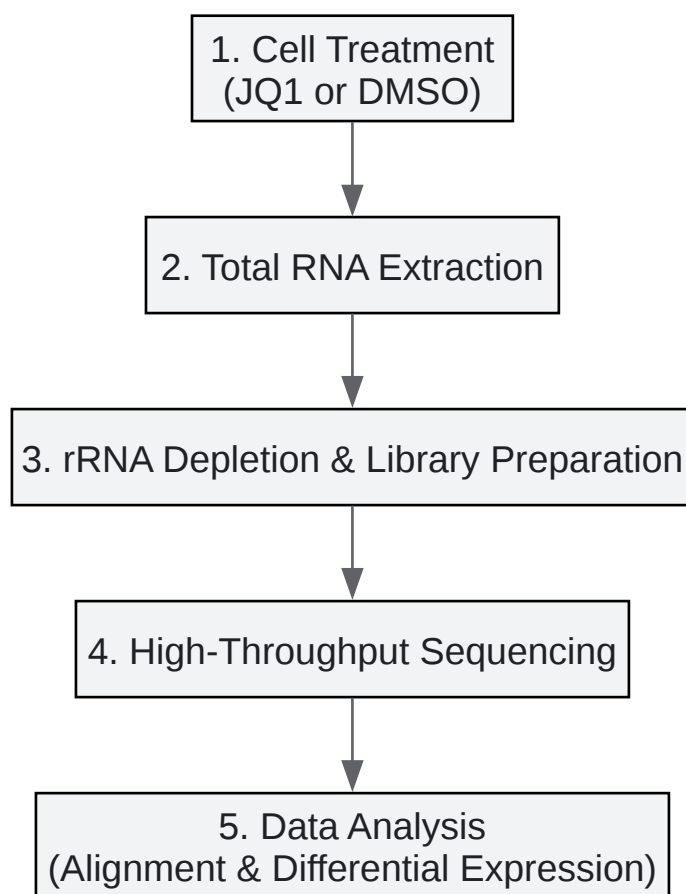 1. Cell Treatment
(JQ1 or DMSO)
2. Total RNA Extraction
3. rRNA Depletion & Library Preparation
4. High-Throughput Sequencing
5. Data Analysis
(Alignment & Differential Expression)